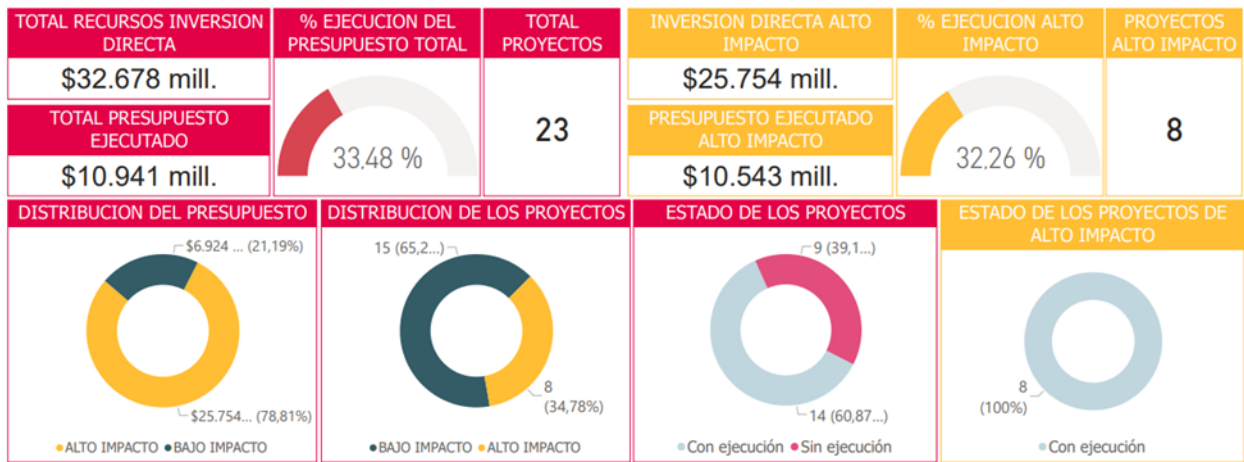 TOTAL RECURSOS INVERSION
DIRECTA
$32.678 mill.
TOTAL PRESUPUESTO
EJECUTADO
$10.941 mill.
% EJECUCION DEL
PRESUPUESTO TOTAL
33,48 %
TOTAL
PROYECTOS
23
INVERSION DIRECTA ALTO
IMPACTO
$25.754 mill.
PRESUPUESTO EJECUTADO
ALTO IMPACTO
$10.543 mill.
% EJECUCION ALTO
IMPACTO
32,26 %
PROYECTOS
ALTO IMPACTO
8
DISTRIBUCION DEL PRESUPUESTO
$6.924 ... (21,19%)
$25.754... (78,81%)
ALTO IMPACTO BAJO IMPACTO
DISTRIBUCION DE LOS PROYECTOS
15 (65,2...)
8
(34,78%)
BAJO IMPACTO ALTO IMPACTO
ESTADO DE LOS PROYECTOS
9 (39,1...)
14 (60,87...)
Con ejecución Sin ejecución
ESTADO DE LOS PROYECTOS DE
ALTO IMPACTO
8
(100%)
Con ejecución